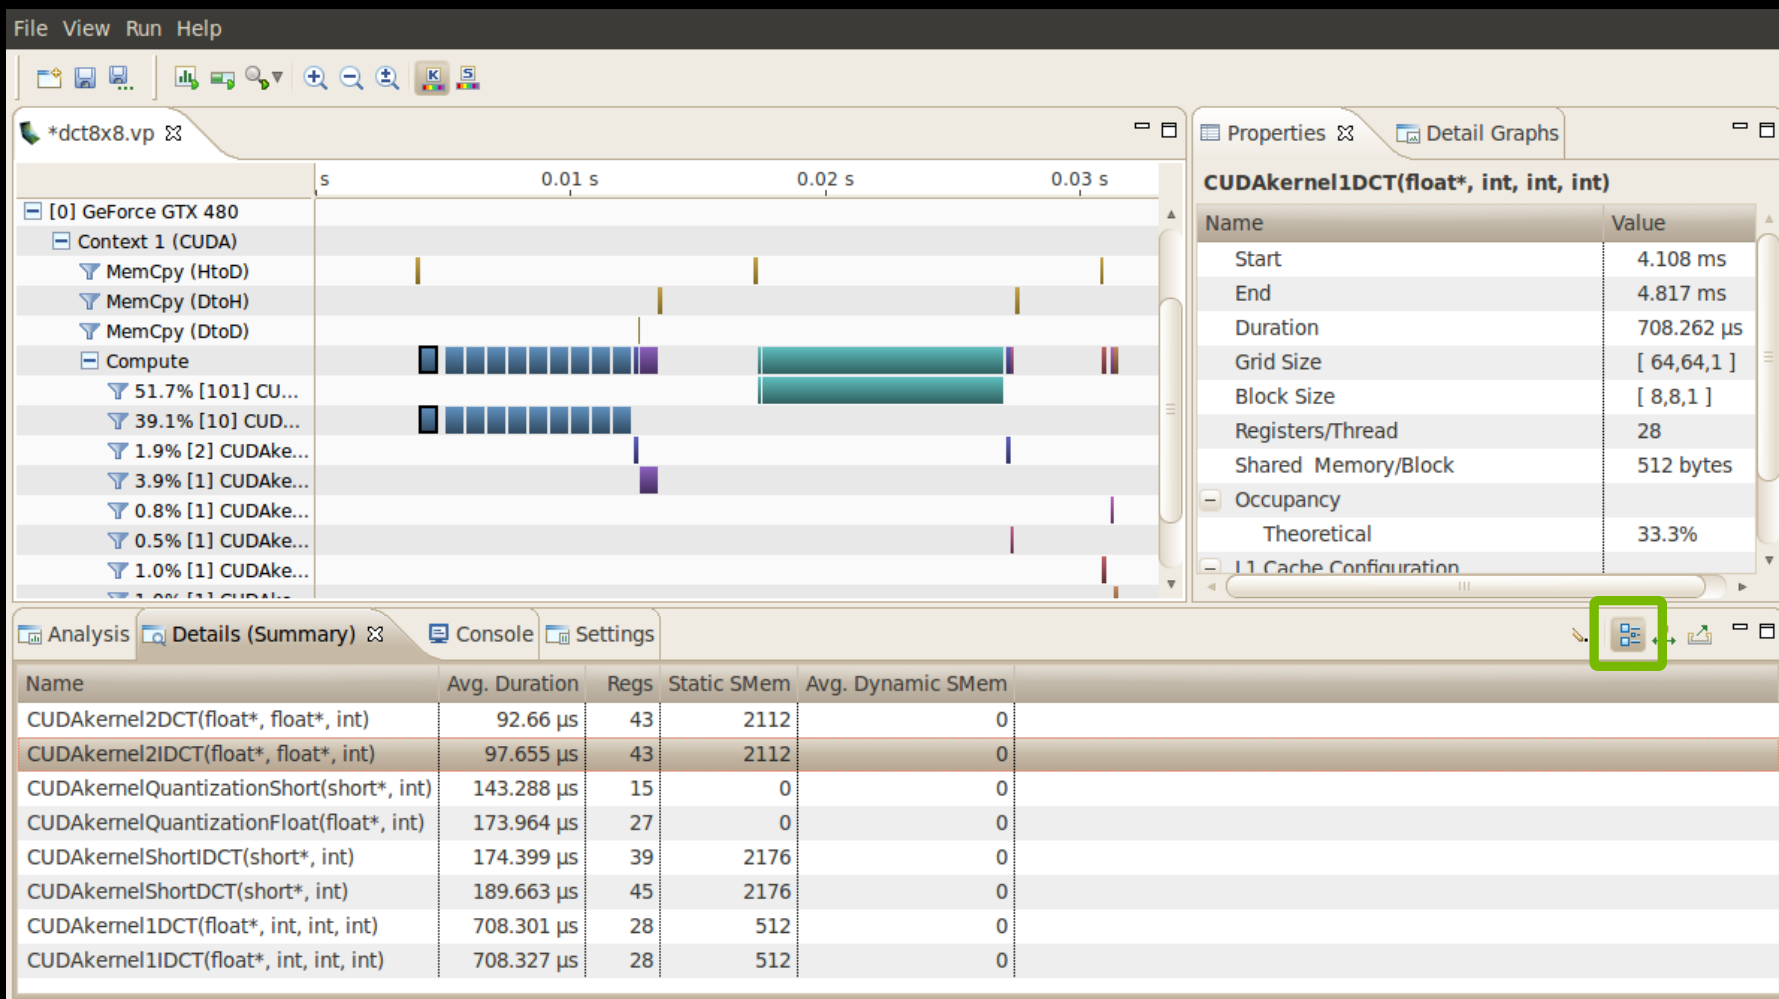 File View Run Help
K S
*dct8x8.vp
s 0.01 s 0.02 s 0.03 s
[0] GeForce GTX 480
Context 1 (CUDA)
MemCpy (HtoD)
MemCpy (DtoH)
MemCpy (DtoD)
Compute
51.7% [101] CU...
39.1% [10] CUD...
1.9% [2] CUDAke...
3.9% [1] CUDAke...
0.8% [1] CUDAke...
0.5% [1] CUDAke...
1.0% [1] CUDAke...
Properties Detail Graphs
CUDAkernel1DCT(float*, int, int, int)
Name Value
Start 4.108 ms
End 4.817 ms
Duration 708.262 µs
Grid Size [ 64,64,1 ]
Block Size [ 8,8,1 ]
Registers/Thread 28
Shared Memory/Block 512 bytes
Occupancy
Theoretical 33.3%
L1 Cache Configuration
Analysis Details (Summary) Console Settings
Name Avg. Duration Regs Static SMem Avg. Dynamic SMem
CUDAkernel2DCT(float*, float*, int) 92.66 µs 43 2112 0
CUDAkernel2IDCT(float*, float*, int) 97.655 µs 43 2112 0
CUDAkernelQuantizationShort(short*, int) 143.288 µs 15 0 0
CUDAkernelQuantizationFloat(float*, int) 173.964 µs 27 0 0
CUDAkernelShortIDCT(short*, int) 174.399 µs 39 2176 0
CUDAkernelShortDCT(short*, int) 189.663 µs 45 2176 0
CUDAkernel1DCT(float*, int, int, int) 708.301 µs 28 512 0
CUDAkernel1IDCT(float*, int, int, int) 708.327 µs 28 512 0